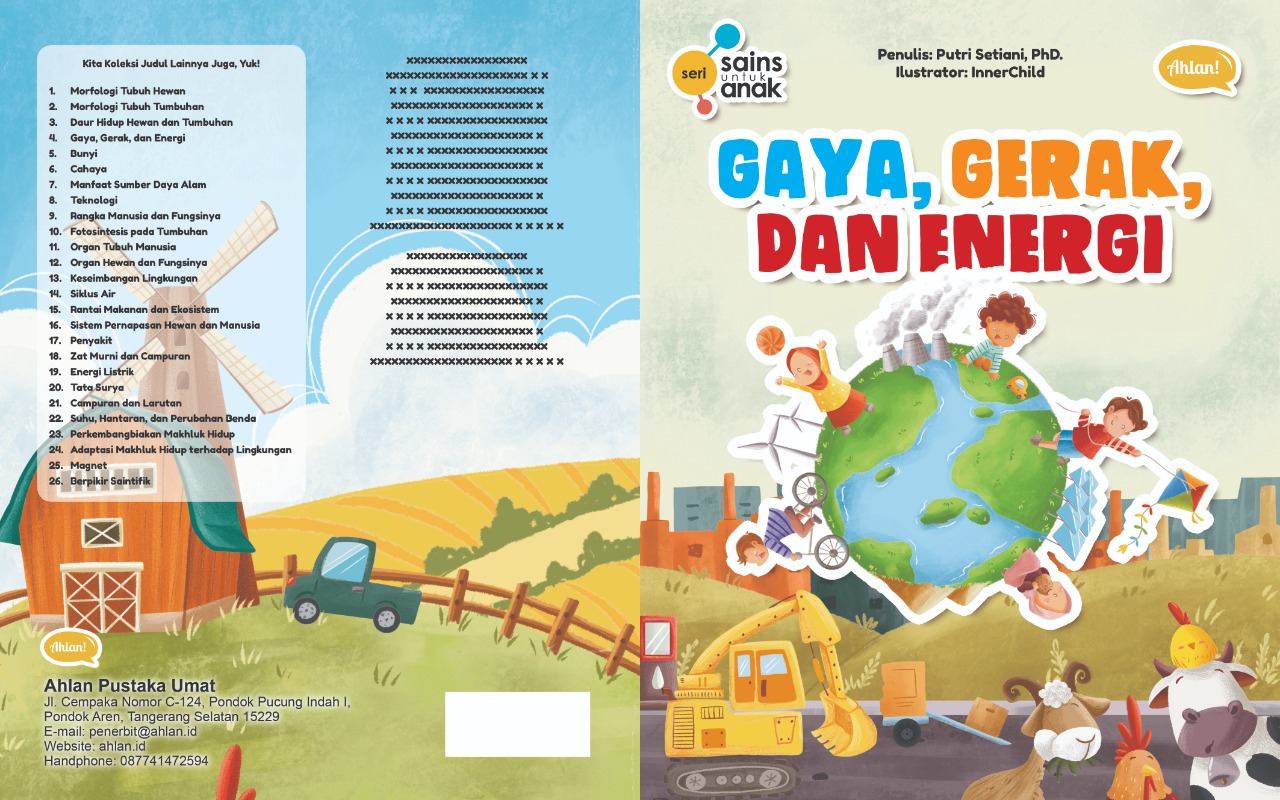 Kita Koleksi Judul Lainnya Juga, Yuk!
1. Morfologi Tubuh Hewan
2. Morfologi Tubuh Tumbuhan
3. Daur Hidup Hewan dan Tumbuhan
4. Gaya, Gerak, dan Energi
5. Bunyi
6. Cahaya
7. Manfaat Sumber Daya Alam
8. Teknologi
9. Rangka Manusia dan Fungsinya
10. Fotosintesis pada Tumbuhan
11. Organ Tubuh Manusia
12. Organ Hewan dan Fungsinya
13. Keseimbangan Lingkungan
14. Siklus Air
15. Rantai Makanan dan Ekosistem
16. Sistem Pernapasan Hewan dan Manusia
17. Penyakit
18. Zat Murni dan Campuran
19. Energi Listrik
20. Tata Surya
21. Campuran dan Larutan
22. Suhu, Hantaran, dan Perubahan Benda
23. Perkembangbiakan Makhluk Hidup
24. Adaptasi Makhluk Hidup terhadap Lingkungan
25. Magnet
26. Berpikir Saintifik
Ahlan!
Ahlan Pustaka Umat
Jl. Cempaka Nomor C-124, Pondok Pucung Indah I,
Pondok Aren, Tangerang Selatan 15229
E-mail: penerbit@ahlan.id
Website: ahlan.id
Handphone: 087741472594
seri
sains
untuk
anak
Penulis: Putri Setiani, PhD.
Ilustrator: InnerChild
Ahlan!
GAYA, GERAK,
DAN ENERGI